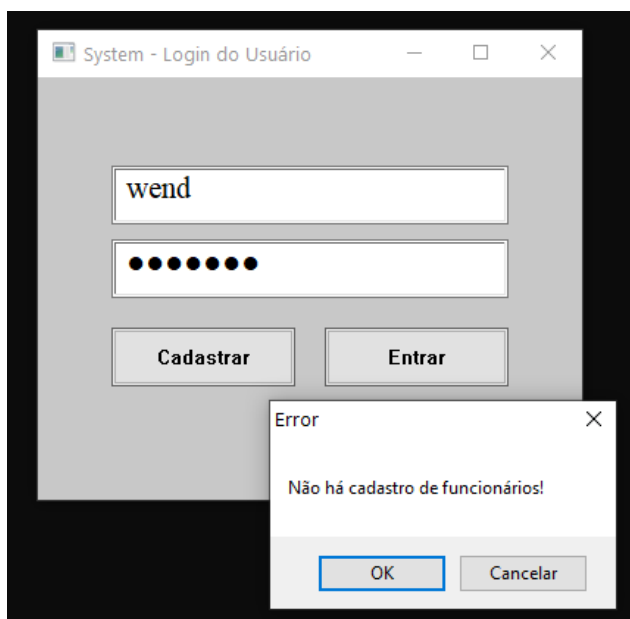 System - Login do Usuário
wend
●●●●●●●
Cadastrar Entrar
Error
Não há cadastro de funcionários!
OK Cancelar